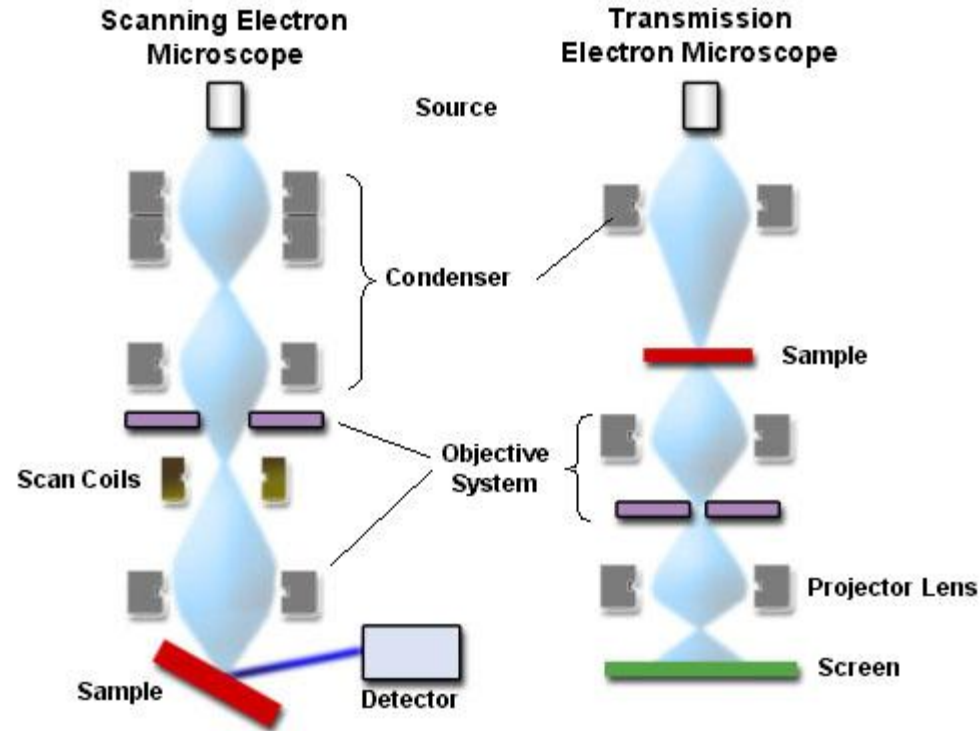 Scanning Electron
Microscope
Transmission
Electron Microscope
Source
Condenser
Sample
Objective
System
Scan Coils
Projector Lens
Sample
Detector
Screen